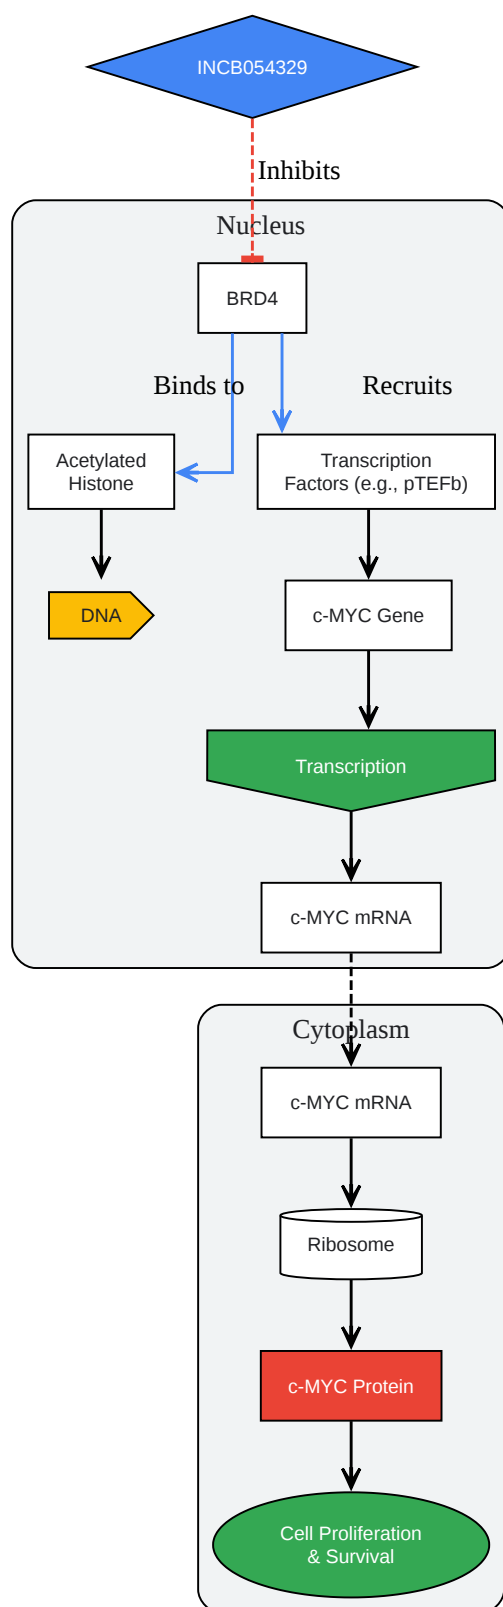 INCB054329
Inhibits
Nucleus
BRD4
Binds to
Recruits
Acetylated
Histone
Transcription
Factors (e.g., pTEFb)
DNA
c-MYC Gene
Transcription
c-MYC mRNA
Cytoplasm
c-MYC mRNA
Ribosome
c-MYC Protein
Cell Proliferation
& Survival